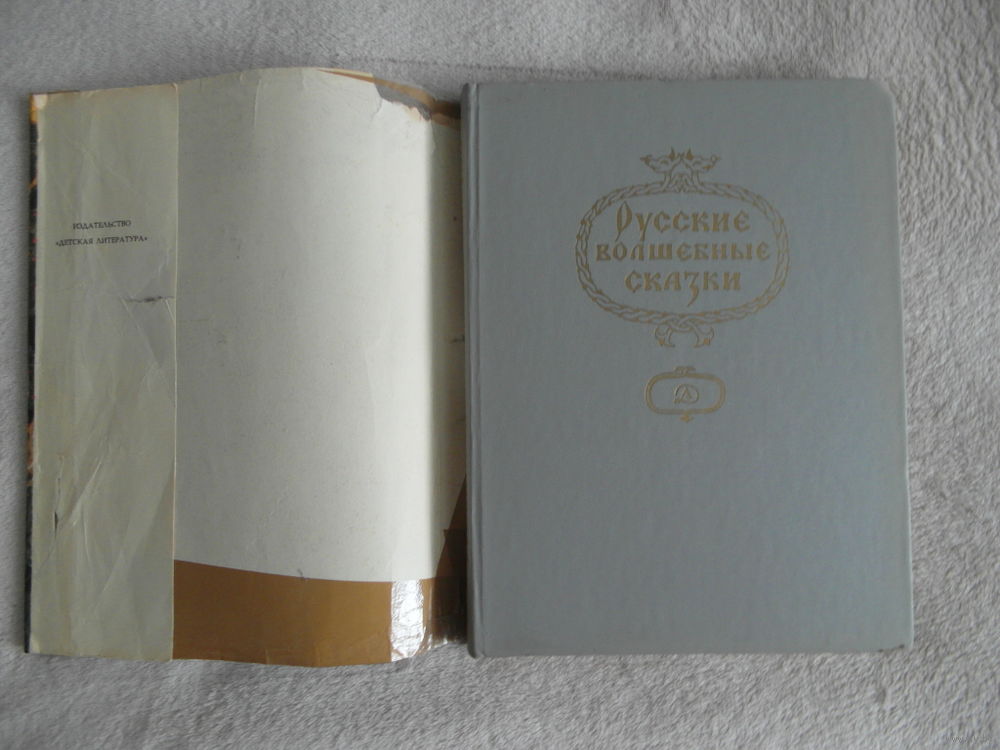 ИЗДАТЕЛЬСТВО
«ДЕТСКАЯ ЛИТЕРАТУРА»
Русские
волшебные
сказки